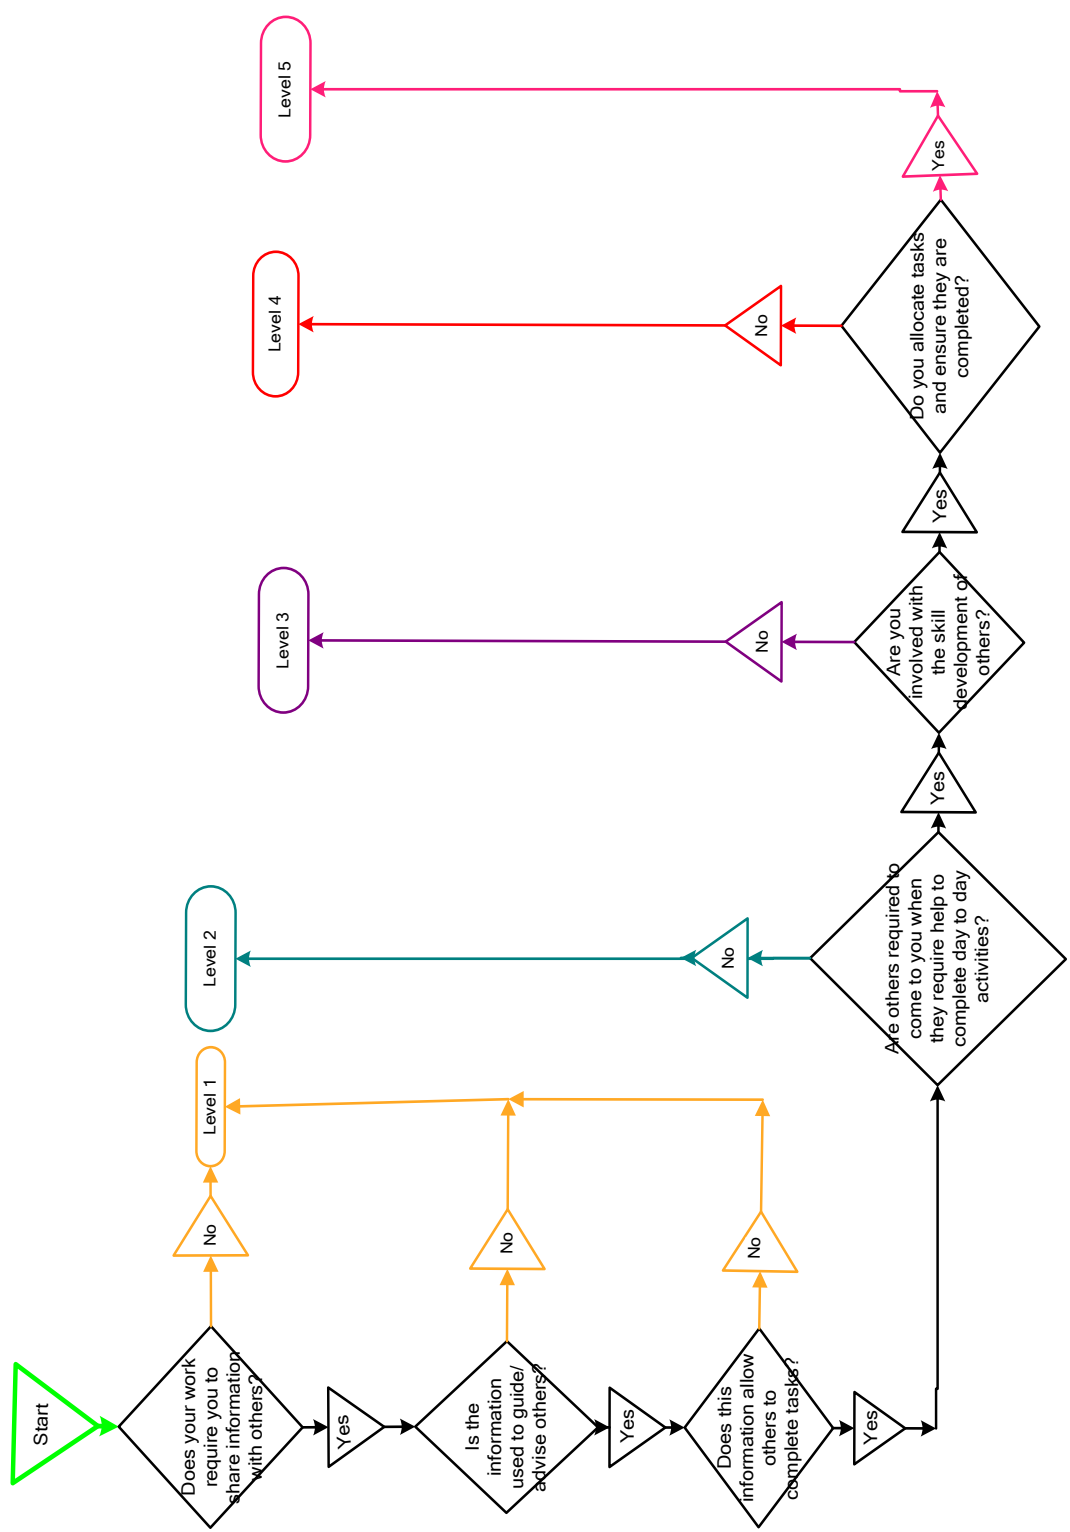 Start
Does your work
require you to
share information
with others?
No
Level 1
Yes
Is the
information
used to guide/
advise others?
No
Yes
Does this
information allow
others to
complete tasks?
No
Yes
Are others required to
come to you when
they require help to
complete day to day
activities?
No
Level 2
Yes
Are you
involved with
the skill
development of
others?
No
Level 3
Yes
Do you allocate tasks
and ensure they are
completed?
No
Level 4
Yes
Level 5